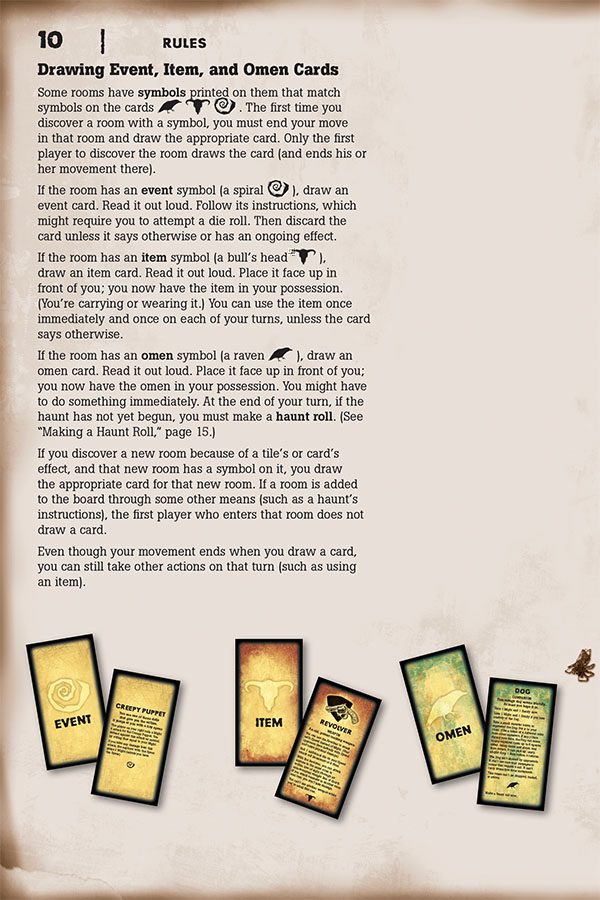 10 RULES
Drawing Event, Item, and Omen Cards
Some rooms have symbols printed on them that match
symbols on the cards . The first time you
discover a room with a symbol, you must end your move
in that room and draw the appropriate card. Only the first
player to discover the room draws the card (and ends his or
her movement there).
If the room has an event symbol (a spiral ), draw an
event card. Read it out loud. Follow its instructions, which
might require you to attempt a die roll. Then discard the
card unless it says otherwise or has an ongoing effect.
If the room has an item symbol (a bull's head ),
draw an item card. Read it out loud. Place it face up in
front of you; you now have the item in your possession.
(You're carrying or wearing it.) You can use the item once
immediately and once on each of your turns, unless the card
says otherwise.
If the room has an omen symbol (a raven ), draw an
omen card. Read it out loud. Place it face up in front of you;
you now have the omen in your possession. You might have
to do something immediately. At the end of your turn, if the
haunt has not yet begun, you must make a haunt roll. (See
"Making a Haunt Roll," page 15.)
If you discover a new room because of a tile's or card's
effect, and that new room has a symbol on it, you draw
the appropriate card for that new room. If a room is added
to the board through some other means (such as a haunt's
instructions), the first player who enters that room does not
draw a card.
Even though your movement ends when you draw a card,
you can still take other actions on that turn (such as using
an item).
EVENT
CREEPY PUPPET
ITEM
REVOLVER
WEAPON
OMEN
DOG
COMPANION